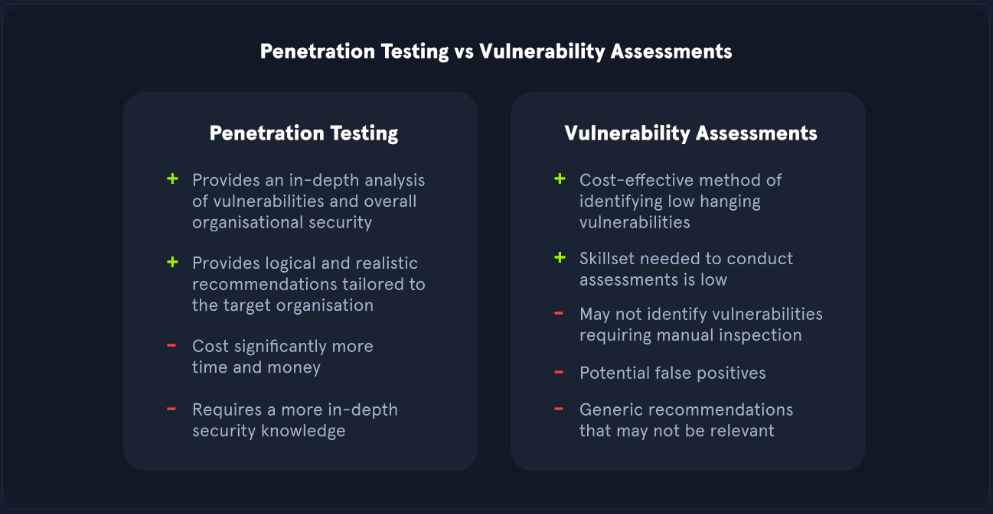 Penetration Testing vs Vulnerability Assessments
Penetration Testing
+ Provides an in-depth analysis
of vulnerabilities and overall
organisational security
+ Provides logical and realistic
recommendations tailored to
the target organisation
- Cost significantly more
time and money
- Requires a more in-depth
security knowledge
Vulnerability Assessments
+ Cost-effective method of
identifying low hanging
vulnerabilities
+ Skillset needed to conduct
assessments is low
- May not identify vulnerabilities
requiring manual inspection
- Potential false positives
- Generic recommendations
that may not be relevant